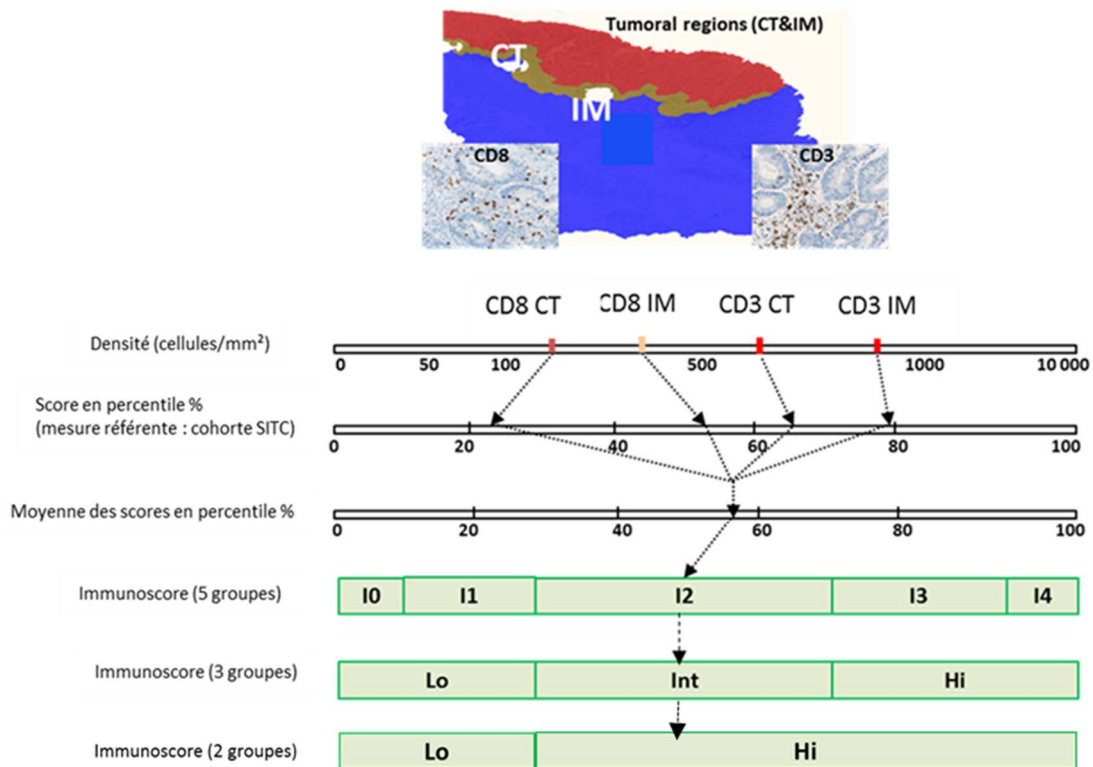 Tumoral regions (CT&IM)
CT
IM
CD8
CD3
CD8 CT
CD8 IM
CD3 CT
CD3 IM
Densité (cellules/mm²)
0 50 100 500 1000 10 000
Score en percentile %
(mesure référente : cohorte SITC)
0 20 40 60 80 100
Moyenne des scores en percentile %
0 20 40 60 80 100
Immunoscore (5 groupes)
I0 I1 I2 I3 I4
Immunoscore (3 groupes)
Lo Int Hi
Immunoscore (2 groupes)
Lo Hi